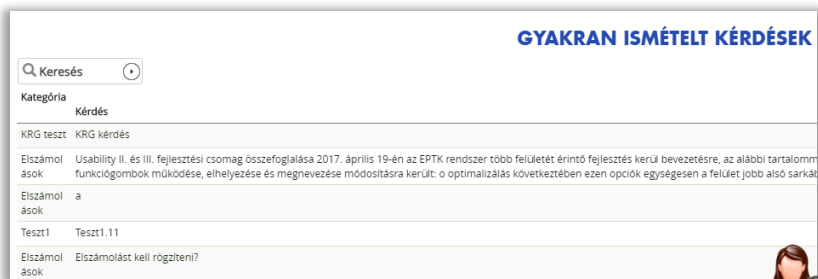 GYAKRAN ISMÉTELT KÉRDÉSEK
Keresés
Kategória
Kérdés
KRG teszt KRG kérdés
Elszámol Usability II. és III. fejlesztési csomag összefoglalása 2017. április 19-én az EPTK rendszer több felületét érintő fejlesztés kerül bevezetésre, az alábbi
ások funkciógombok működése, elhelyezése és megnevezése módosításra került: o optimalizálás következtében ezen opciók egységesen a felület jobb alsó
Elszámol a
ások
Teszt1 Teszt1.11
Elszámol Elszámolást kell rögzíteni?
ások